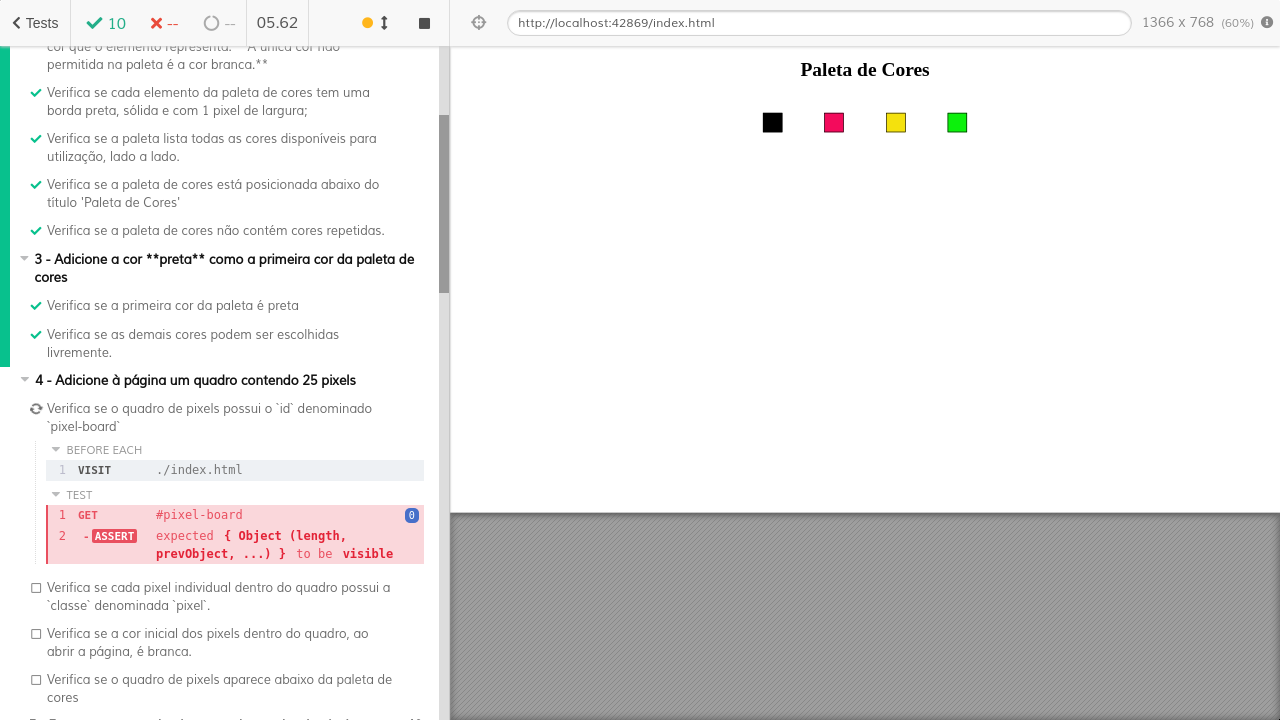 Tests
10
--
--
05.62
http://localhost:42869/index.html
1366 x 768 (60%)
cor que o elemento representa. **A única cor não
permitida na paleta é a cor branca.**
Verifica se cada elemento da paleta de cores tem uma
borda preta, sólida e com 1 pixel de largura;
Verifica se a paleta lista todas as cores disponíveis para
utilização, lado a lado.
Verifica se a paleta de cores está posicionada abaixo do
título 'Paleta de Cores'
Verifica se a paleta de cores não contém cores repetidas.
3 - Adicione a cor **preta** como a primeira cor da paleta de
cores
Verifica se a primeira cor da paleta é preta
Verifica se as demais cores podem ser escolhidas
livremente.
4 - Adicione à página um quadro contendo 25 pixels
Verifica se o quadro de pixels possui o `id` denominado
`pixel-board`
BEFORE EACH
1 VISIT ./index.html
TEST
1 GET #pixel-board 0
2 -ASSERT expected { Object (length,
prevObject, ...) } to be visible
Verifica se cada pixel individual dentro do quadro possui a
`classe` denominada `pixel`.
Verifica se a cor inicial dos pixels dentro do quadro, ao
abrir a página, é branca.
Verifica se o quadro de pixels aparece abaixo da paleta de
cores
Paleta de Cores